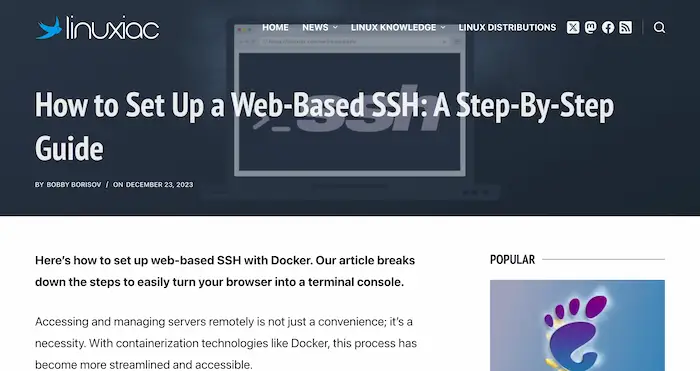 linuxiac
HOME NEWS LINUX KNOWLEDGE LINUX DISTRIBUTIONS
>_ssh
How to Set Up a Web-Based SSH: A Step-By-Step
Guide
BY BOBBY BORISOV / ON DECEMBER 23, 2023
Here's how to set up web-based SSH with Docker. Our article breaks
down the steps to easily turn your browser into a terminal console.
POPULAR
Accessing and managing servers remotely is not just a convenience; it's a
necessity. With containerization technologies like Docker, this process has
become more streamlined and accessible.